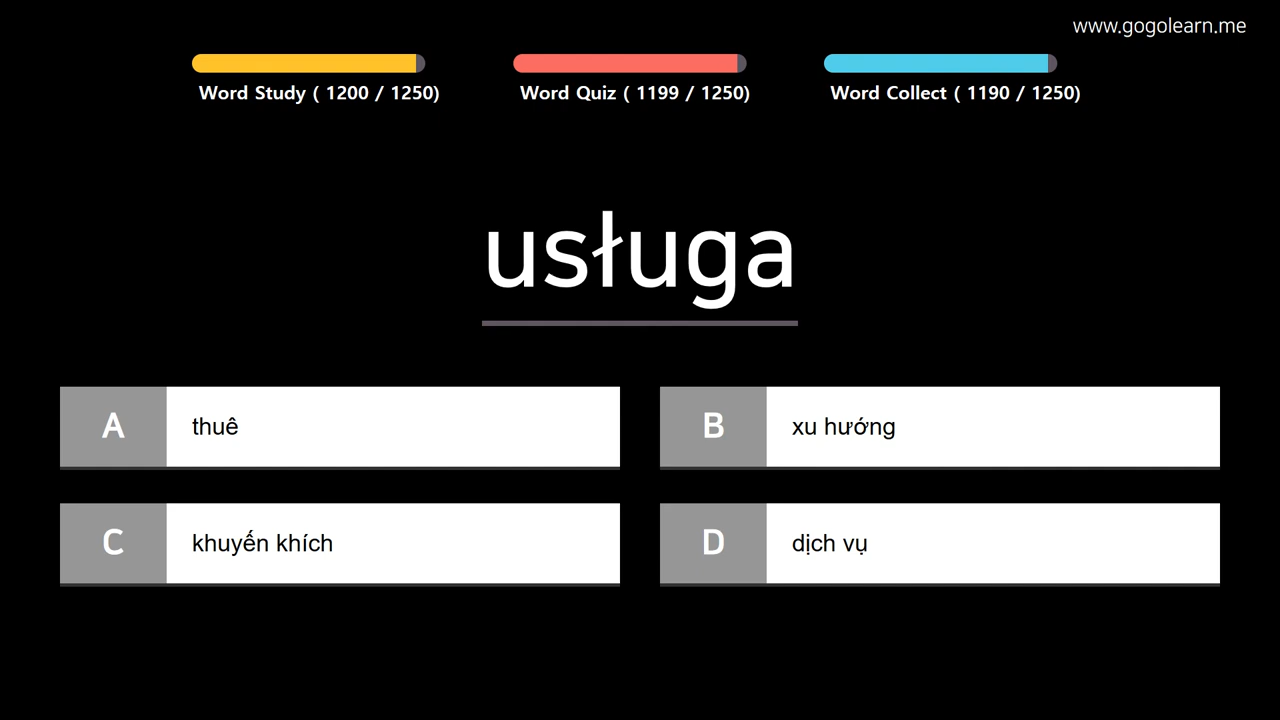 www.gogolearn.me
Word Study ( 1200 / 1250)
Word Quiz ( 1199 / 1250)
Word Collect ( 1190 / 1250)
usługa
A thuê
B xu hướng
C khuyến khích
D dịch vụ